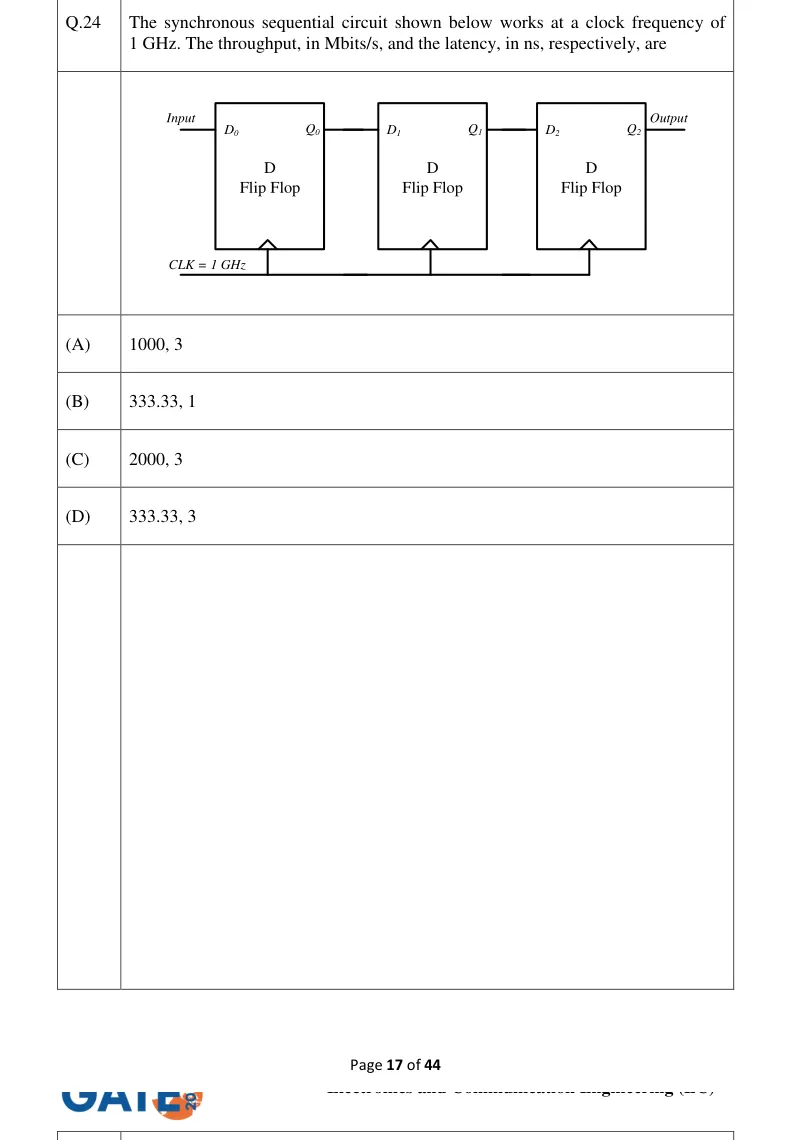 Q.24 The synchronous sequential circuit shown below works at a clock frequency of
1 GHz. The throughput, in Mbits/s, and the latency, in ns, respectively, are
Input D0 Q0 D1 Q1 D2 Q2 Output
D D D
Flip Flop Flip Flop Flip Flop
CLK = 1 GHz
(A) 1000, 3
(B) 333.33, 1
(C) 2000, 3
(D) 333.33, 3
Page 17 of 44
GATE 20